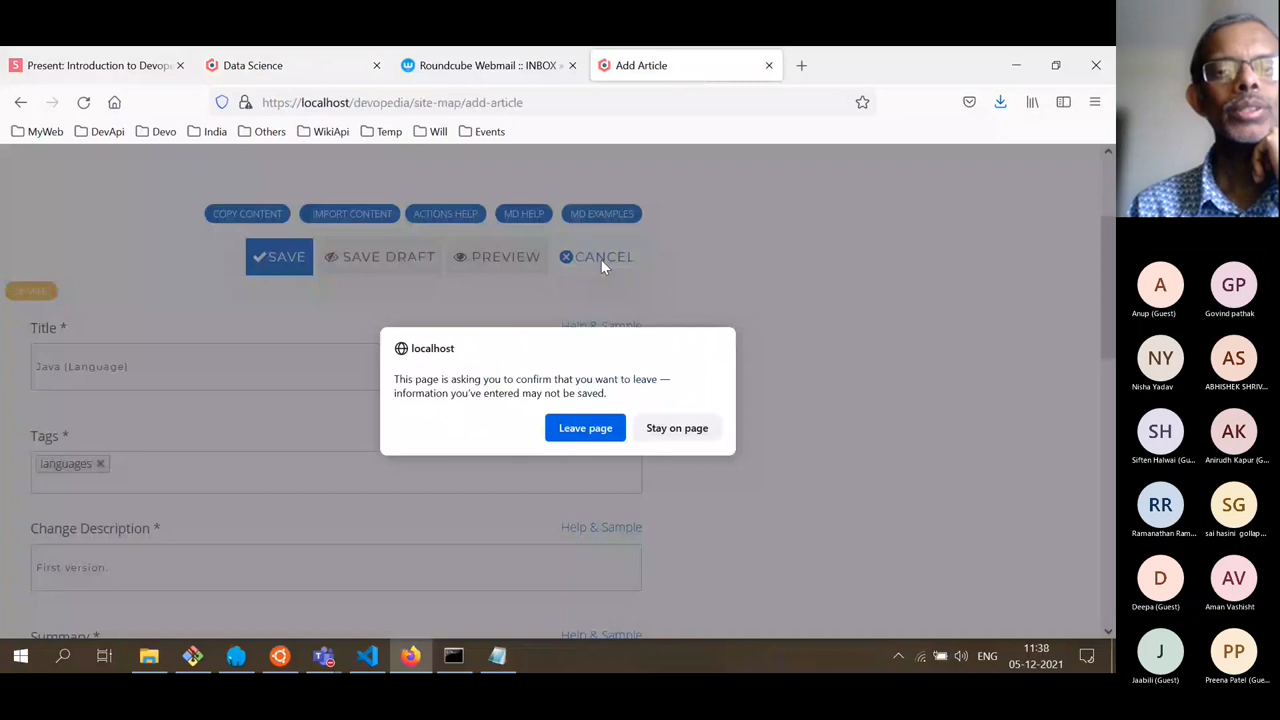 Present: Introduction to Devope
Data Science
Roundcube Webmail :: INBOX
Add Article
https://localhost/devopedia/site-map/add-article
MyWeb DevApi Devo India Others WikiApi Temp Will Events
COPY CONTENT IMPORT CONTENT ACTIONS HELP MD HELP MD EXAMPLES
SAVE SAVE DRAFT PREVIEW CANCEL
Title * Help & Sample
Java (Language)
localhost
This page is asking you to confirm that you want to leave —
information you've entered may not be saved.
Leave page Stay on page
Tags *
languages
Change Description * Help & Sample
First version.
Summary * Help & Sample
ENG
11:38
05-12-2021
A GP
Anup (Guest) Govind pathak
NY AS
Nisha Yadav ABHISHEK SHRIV...
SH AK
Siften Halwai (Gu... Anirudh Kapur (G...
RR SG
Ramanathan Ram... sai hasini gollap...
D AV
Deepa (Guest) Aman Vashisht
J PP
Jaabili (Guest) Preena Patel (Gue...